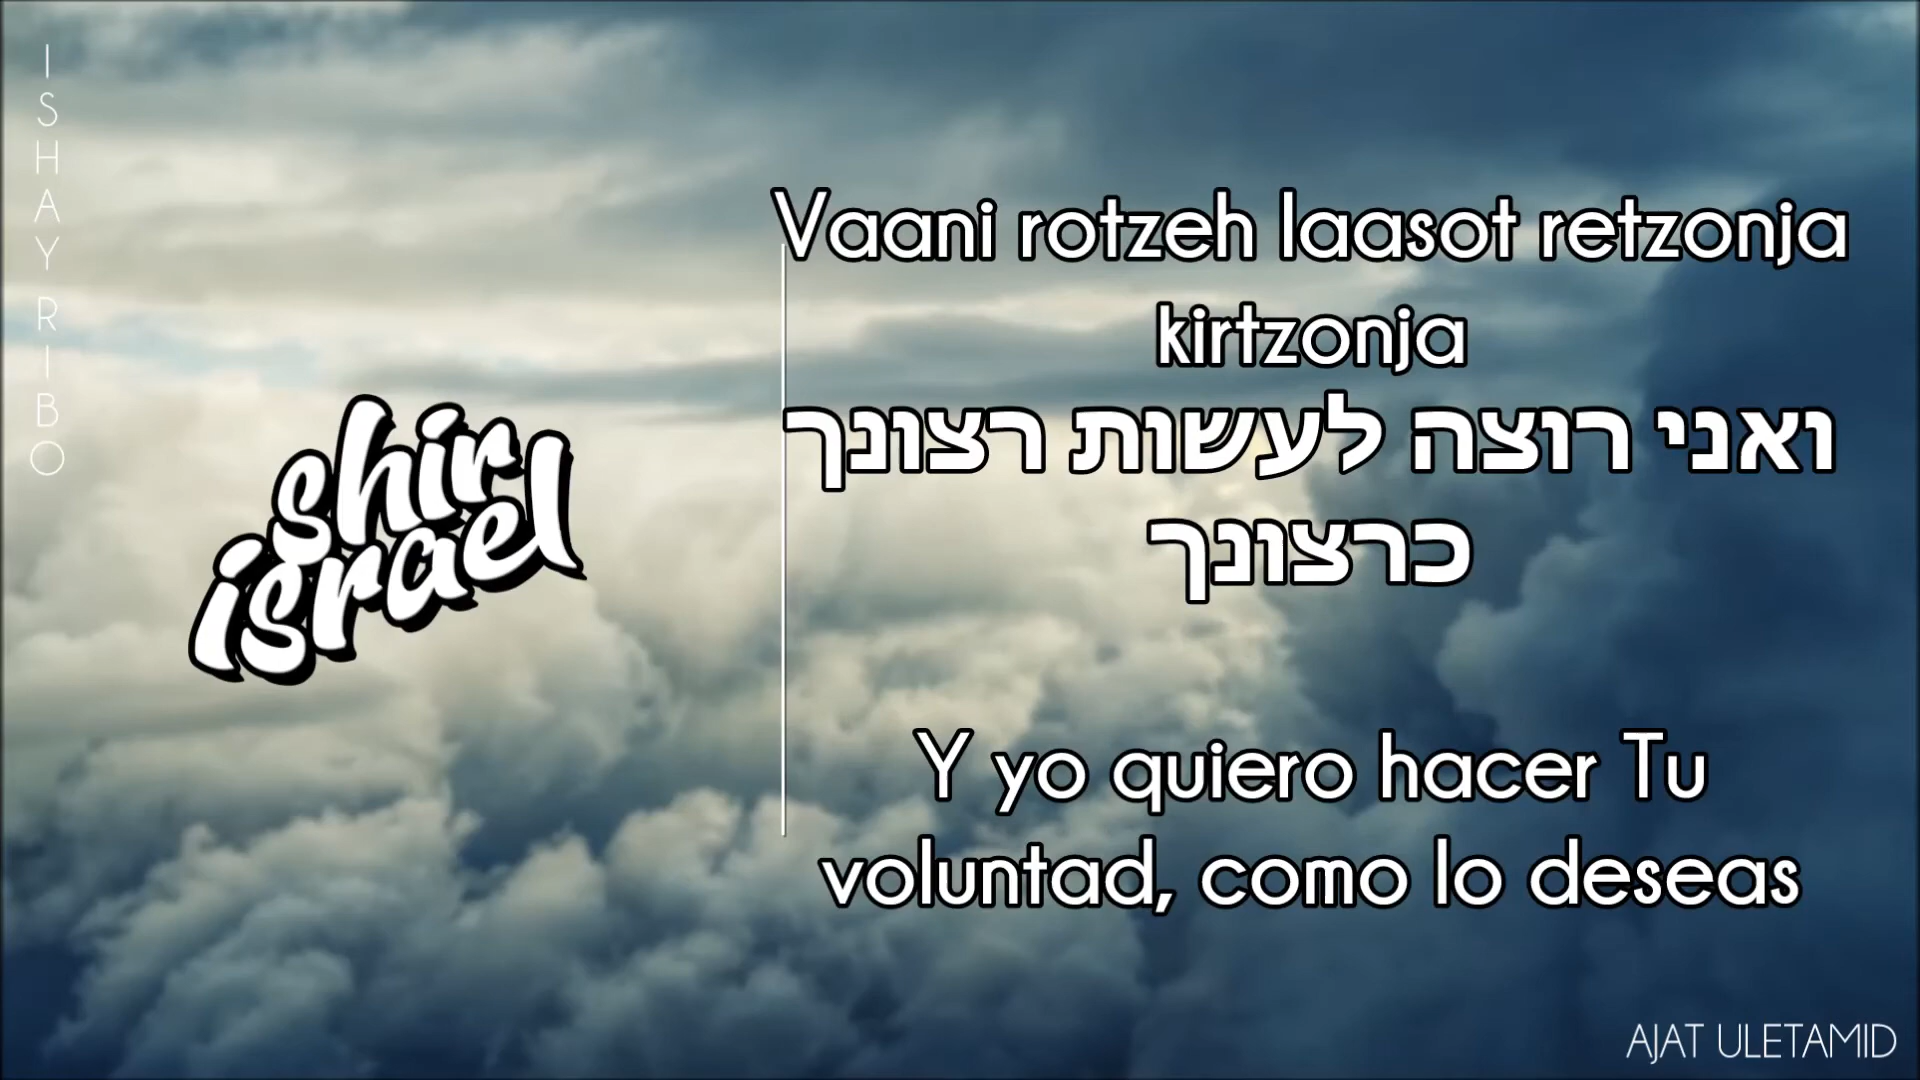 ISHAY RIBO
shir
israel
Vaani rotzeh laasot retzonja
kirtzonja
ואני רוצה לעשות רצונך
כרצונך
Y yo quiero hacer Tu
voluntad, como lo deseas
AJAT ULETAMID